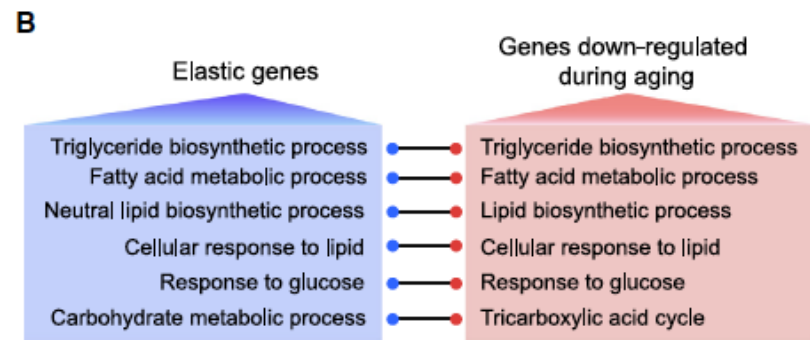 B
Elastic genes
Genes down-regulated
during aging
Triglyceride biosynthetic process
Triglyceride biosynthetic process
Fatty acid metabolic process
Fatty acid metabolic process
Neutral lipid biosynthetic process
Lipid biosynthetic process
Cellular response to lipid
Cellular response to lipid
Response to glucose
Response to glucose
Carbohydrate metabolic process
Tricarboxylic acid cycle